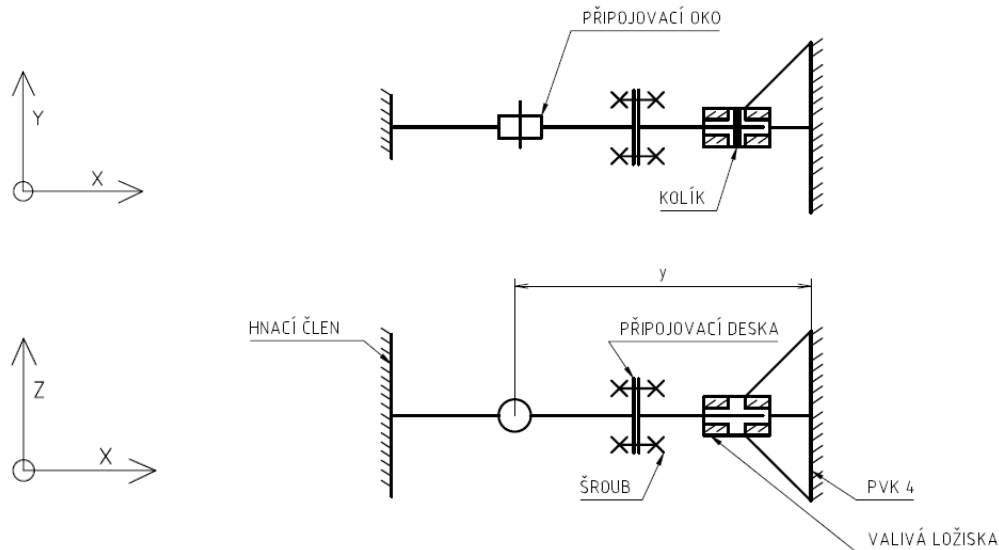 PŘIPOJOVACÍ OKO
Y
X
KOLÍK
y
HNACÍ ČLEN
PŘIPOJOVACÍ DESKA
Z
X
ŠROUB
PVK 4
VALIVÁ LOŽISKA